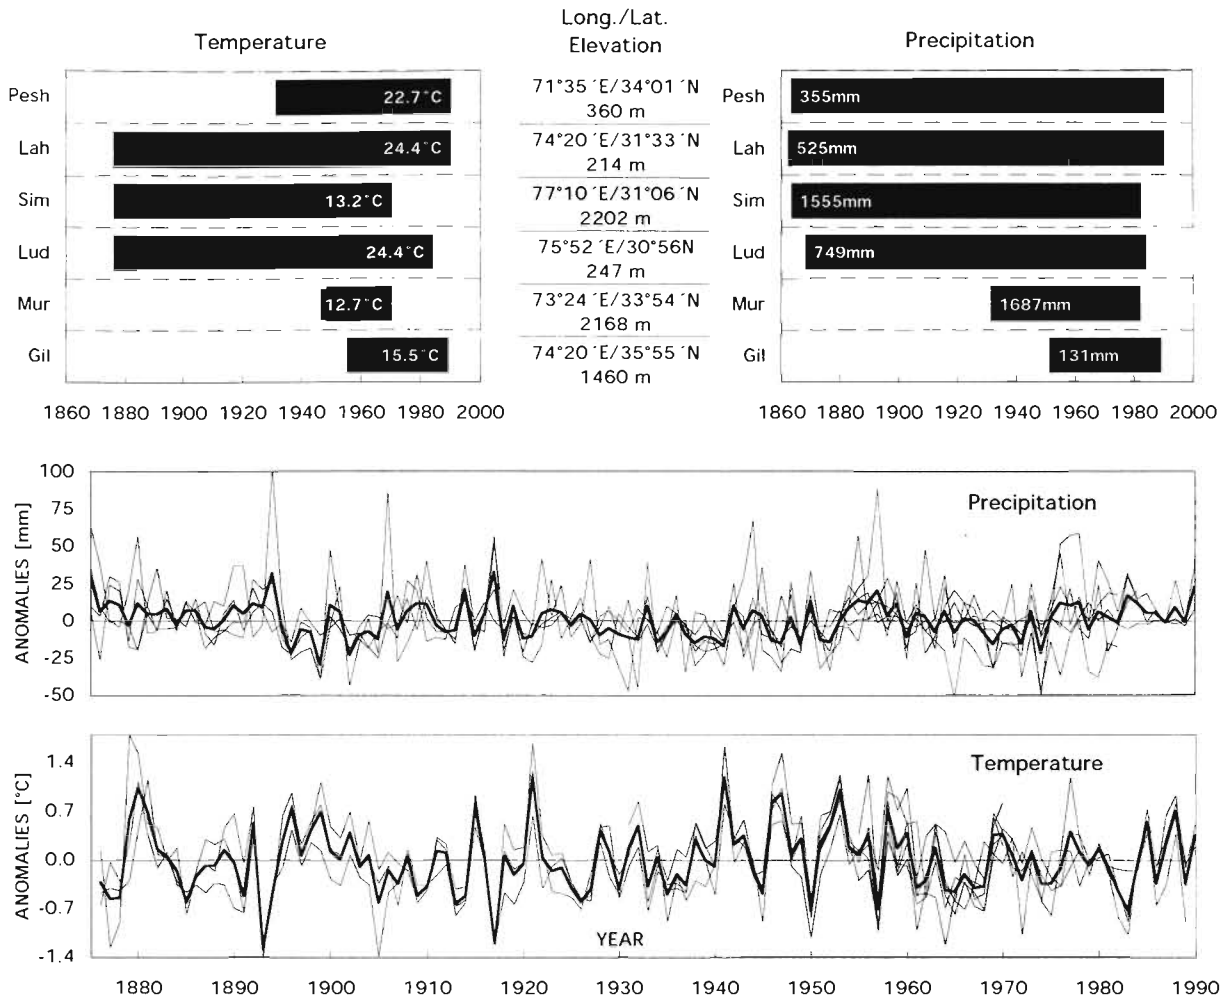 Temperature
Long./Lat.
Elevation
Precipitation
Pesh 22.7°C 71°35 ´E/34°01 ´N Pesh 355mm
360 m
Lah 24.4°C 74°20 ´E/31°33 ´N Lah 525mm
214 m
Sim 13.2°C 77°10 ´E/31°06 ´N Sim 1555mm
2202 m
Lud 24.4°C 75°52 ´E/30°56N Lud 749mm
247 m
Mur 12.7°C 73°24 ´E/33°54 ´N Mur 1687mm
2168 m
Gil 15.5°C 74°20 ´E/35°55 ´N Gil 131mm
1460 m
1860 1880 1900 1920 1940 1960 1980 2000
1860 1880 1900 1920 1940 1960 1980 2000
ANOMALIES [mm]
100
75
50
25
0
-25
-50
Precipitation
ANOMALIES [°C]
1.4
0.7
0.0
-0.7
-1.4
Temperature
YEAR
1880 1890 1900 1910 1920 1930 1940 1950 1960 1970 1980 1990